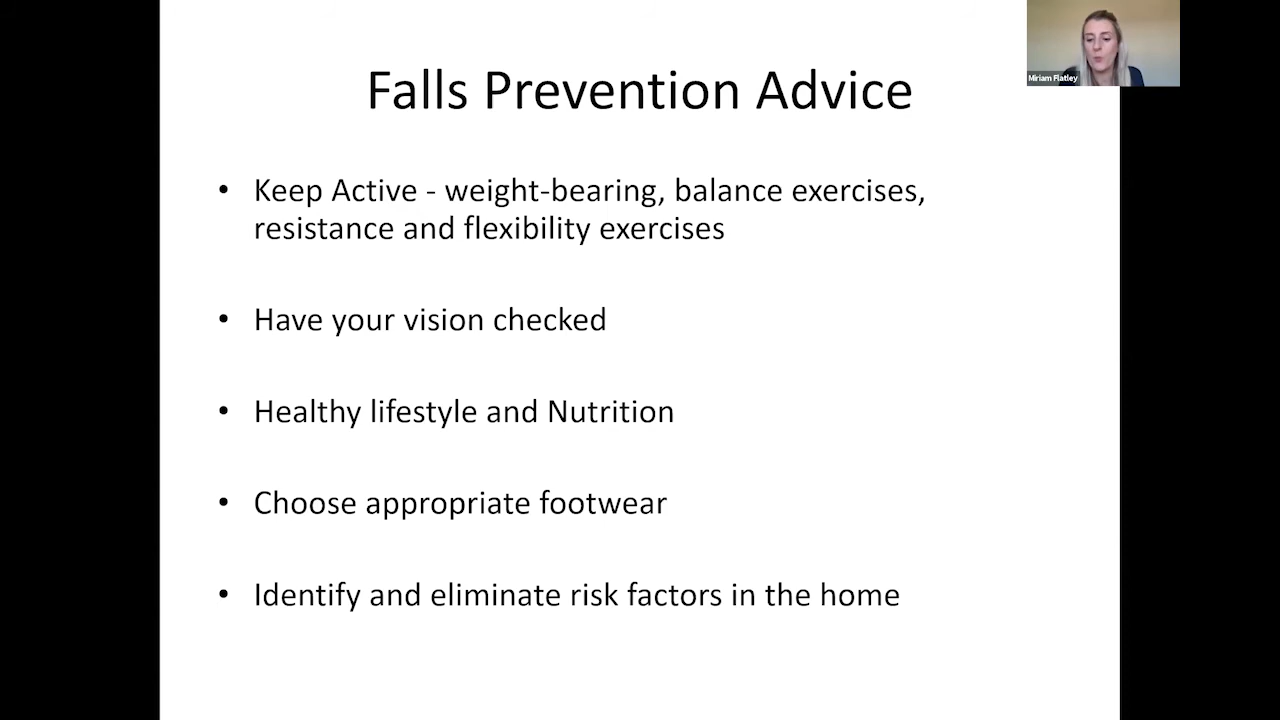 Falls Prevention Advice
Miriam Flatley
• Keep Active - weight-bearing, balance exercises,
resistance and flexibility exercises
• Have your vision checked
• Healthy lifestyle and Nutrition
• Choose appropriate footwear
• Identify and eliminate risk factors in the home